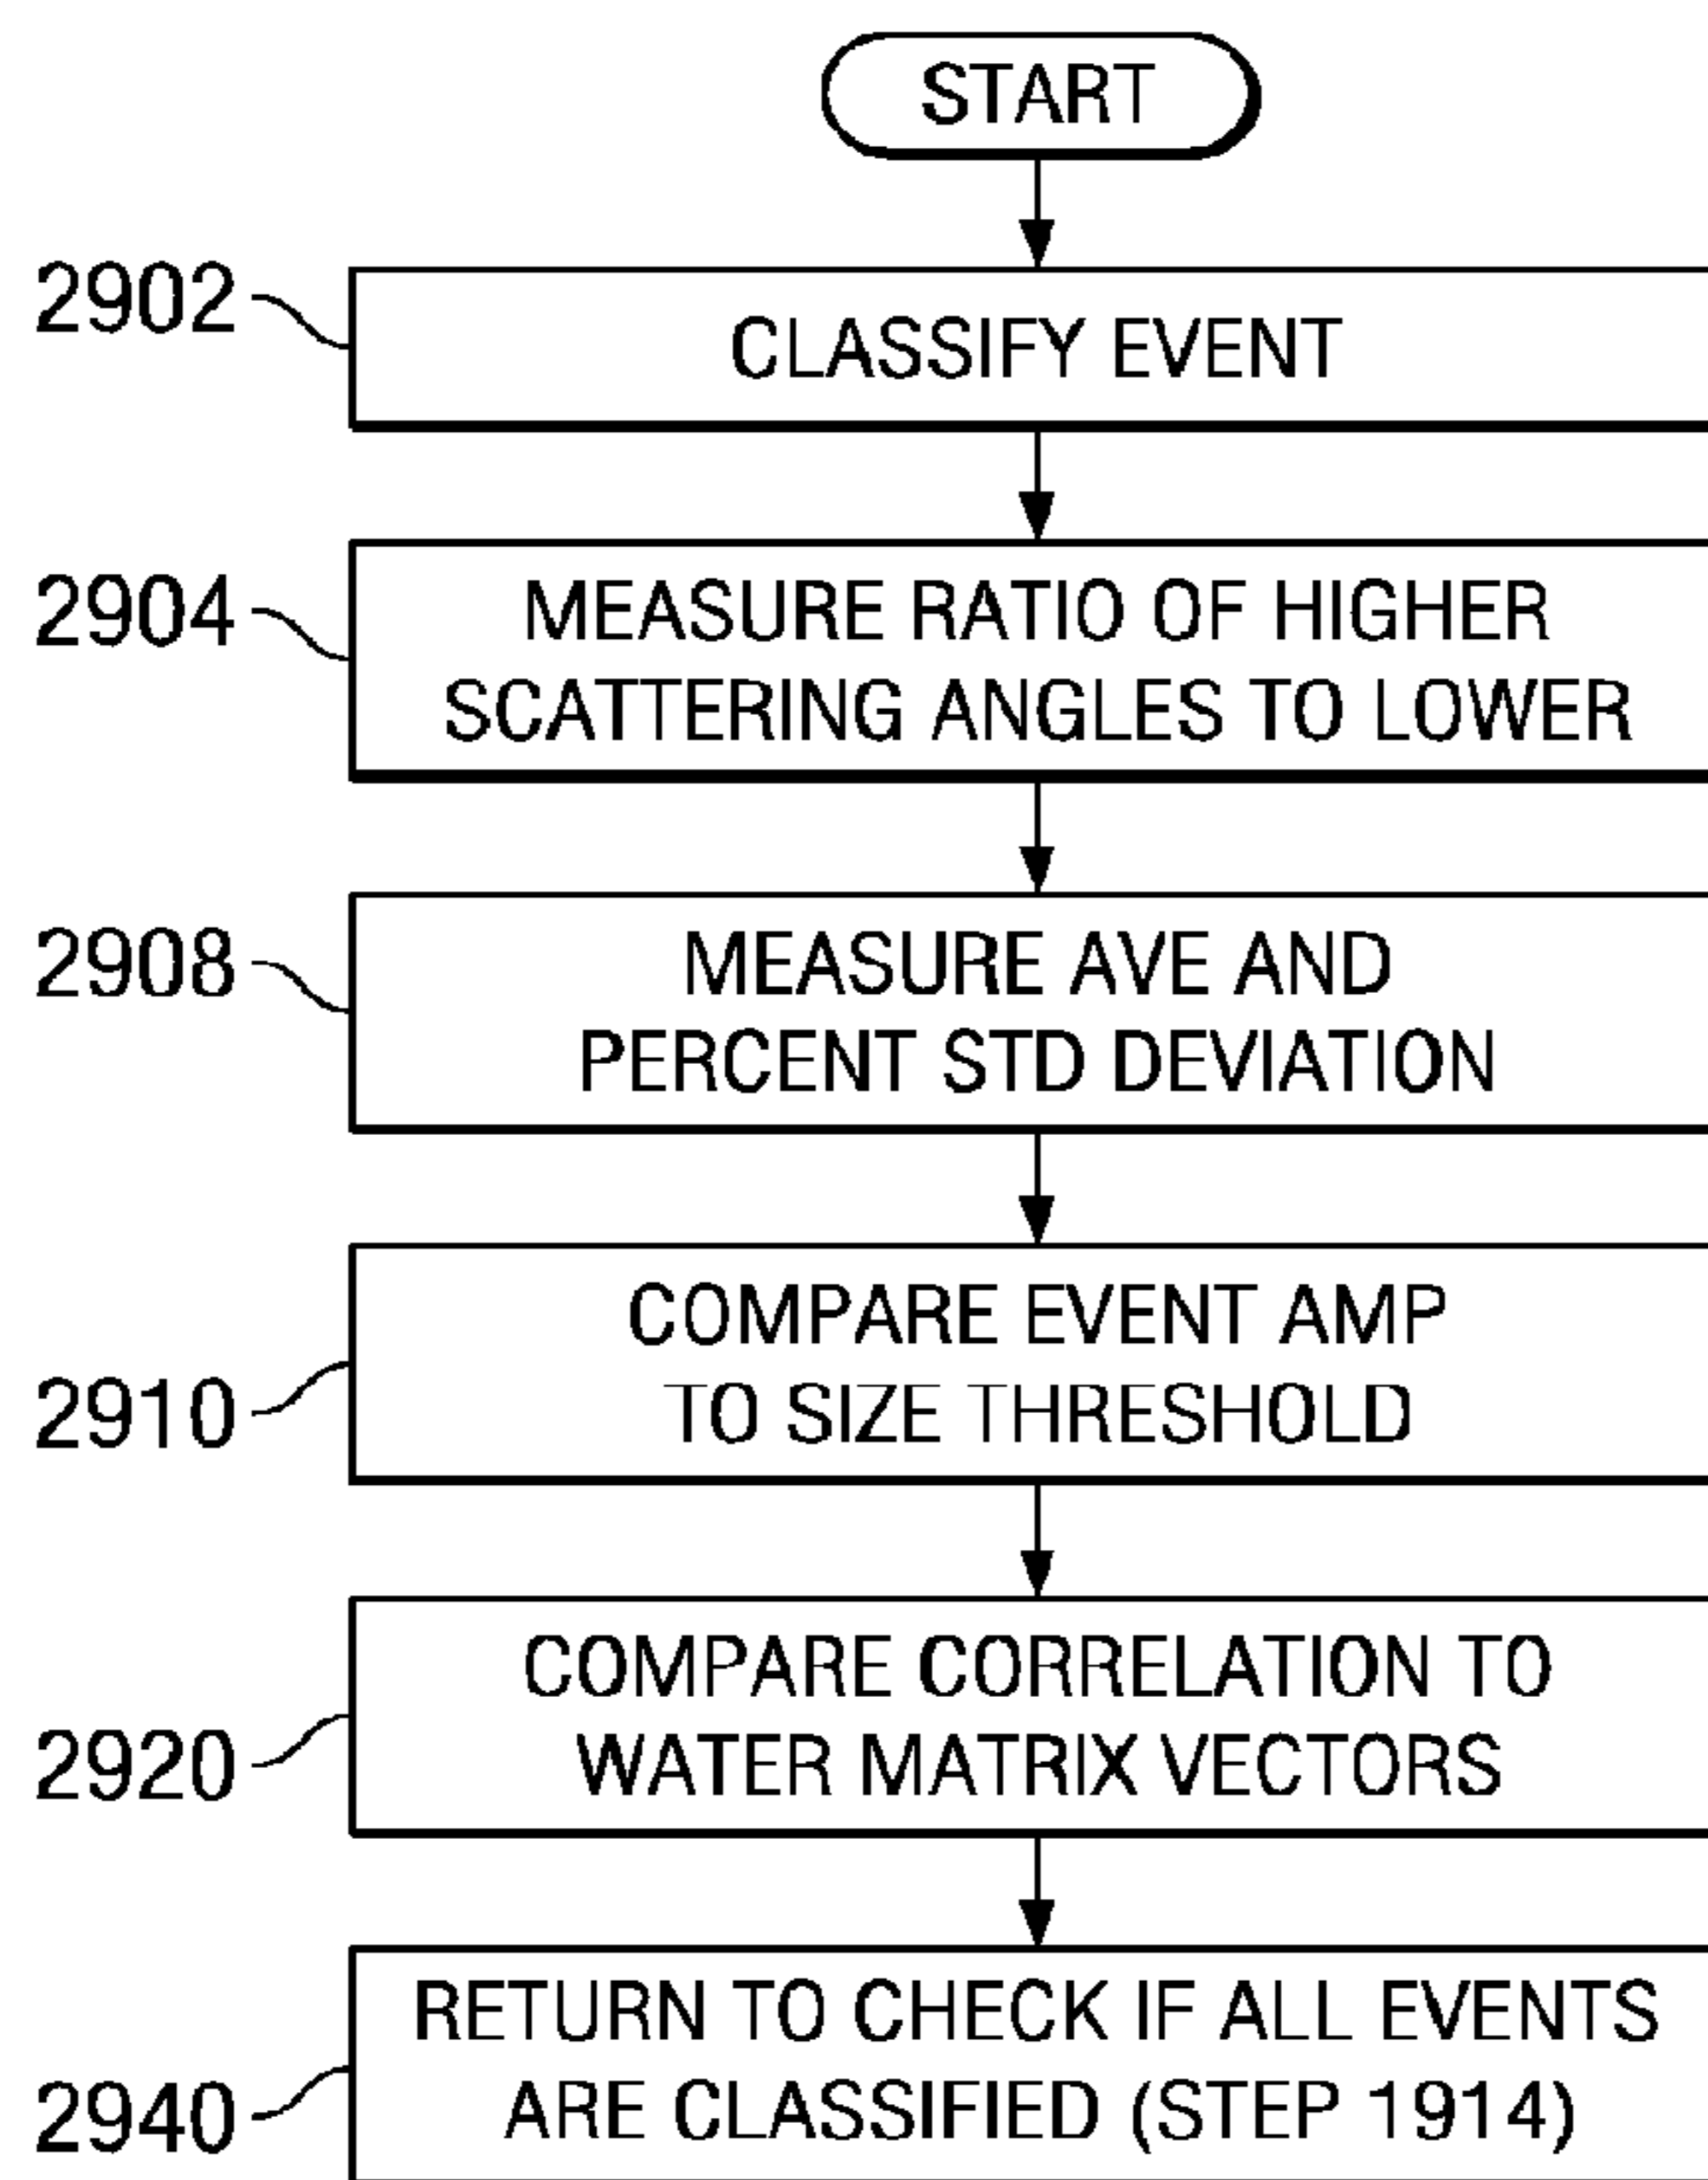 START
2902
CLASSIFY EVENT
2904
MEASURE RATIO OF HIGHER
SCATTERING ANGLES TO LOWER
2908
MEASURE AVE AND
PERCENT STD DEVIATION
2910
COMPARE EVENT AMP
TO SIZE THRESHOLD
2920
COMPARE CORRELATION TO
WATER MATRIX VECTORS
2940
RETURN TO CHECK IF ALL EVENTS
ARE CLASSIFIED (STEP 1914)